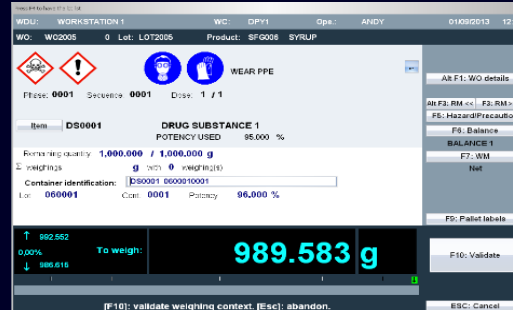 WDU: WORKSTATION 1 WC: DPY1 Ope.: ANDY 01/09/2013 12:
WO: WO2005 0 Lot: LOT2005 Product: SFG006 SYRUP
WEAR PPE
Phase: 0001 Sequence 0001 Dose: 1 / 1
Alt F1: WO details
Alt F3: RM << F3: RM >
F5: Hazard/Precautio
Item DS0001 DRUG SUBSTANCE 1
POTENCY USED 95.000 %
F6: Balance
BALANCE 1
F7: WM
Net
Remaining quantity 1,000.000 / 1,000.000 g
Σ weighings g with 0 weighing(s)
Container identification: DS0001 0600010001
Lot 060001 Cont. 0001 Potency 96.000 %
F9: Pallet labels
↑ 992.552
0,00% To weigh: 989.583 g
↓ 986.615
F10: Validate
[F10]: validate weighing context. [Esc]: abandon.
ESC: Cancel